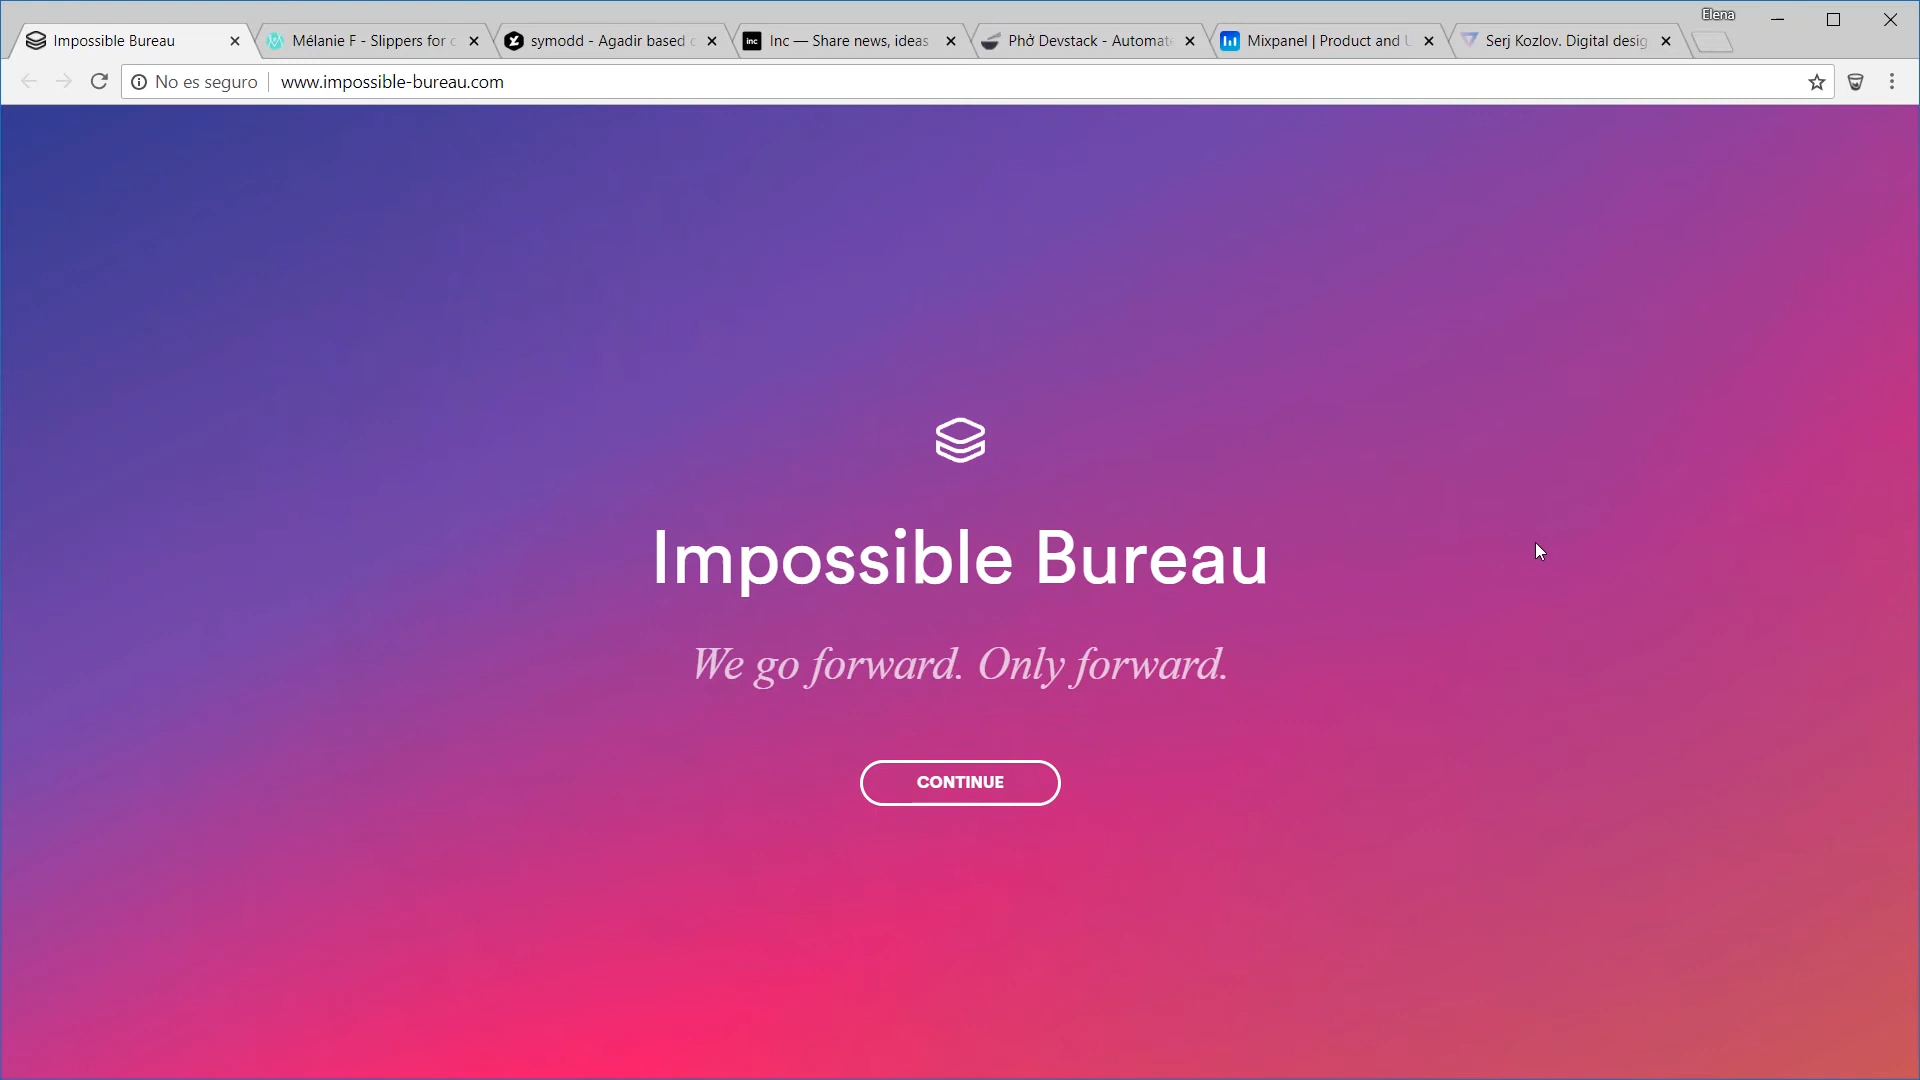 Elena
Impossible Bureau
Mélanie F - Slippers for c
symodd - Agadir based c
inc
Inc — Share news, ideas
Phở Devstack - Automat
Mixpanel | Product and U
Serj Kozlov. Digital desig
No es seguro
www.impossible-bureau.com
Impossible Bureau
We go forward. Only forward.
CONTINUE